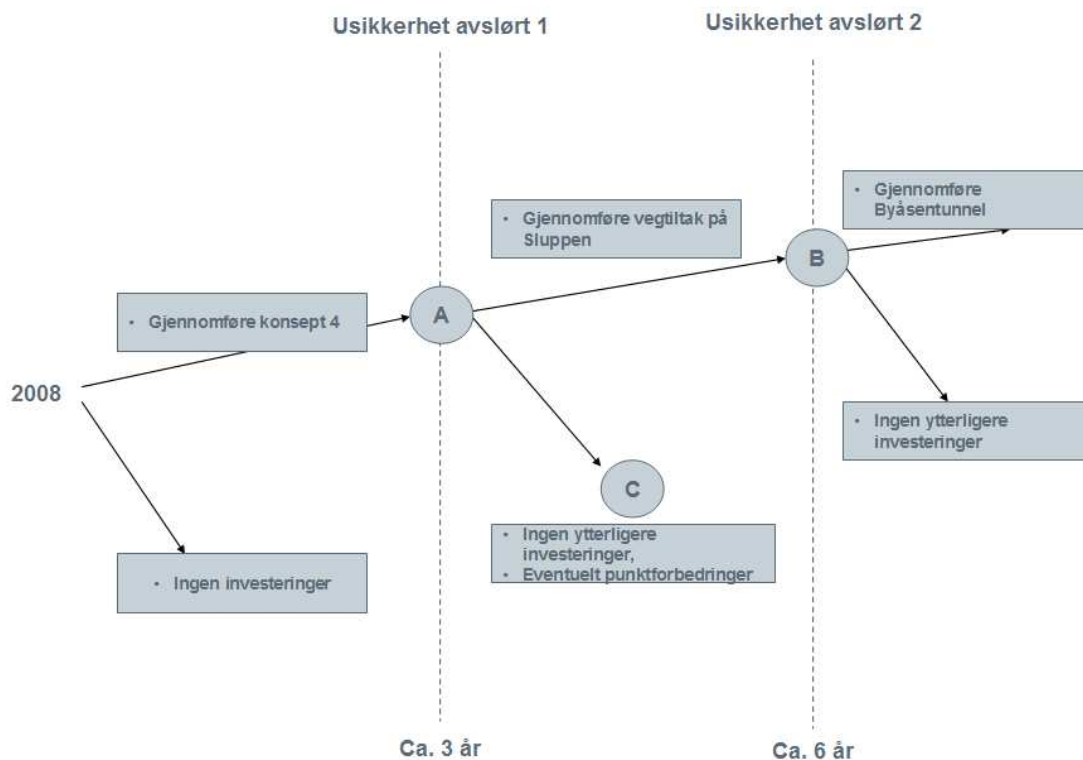 Usikkerhet avslørt 1
Usikkerhet avslørt 2
• Gjennomføre
Byåsentunnel
• Gjennomføre vegtiltak på
Sluppen
B
• Gjennomføre konsept 4
A
2008
• Ingen ytterligere
investeringer
C
• Ingen ytterligere
investeringer,
• Eventuelt punktforbedringer
• Ingen investeringer
Ca. 3 år
Ca. 6 år